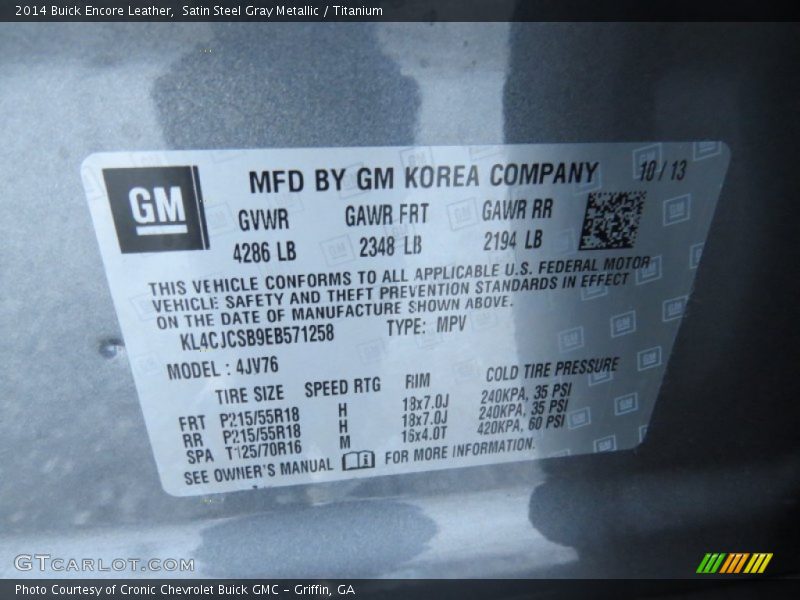 2014 Buick Encore Leather,  Satin Steel Gray Metallic / Titanium
GM
MFD BY GM KOREA COMPANY 10/13
GVWR GAWR FRT GAWR RR
4286 LB 2348 LB 2194 LB
THIS VEHICLE CONFORMS TO ALL APPLICABLE U.S. FEDERAL MOTOR
VEHICLE SAFETY AND THEFT PREVENTION STANDARDS IN EFFECT
ON THE DATE OF MANUFACTURE SHOWN ABOVE.
KL4CJCSB9EB571258 TYPE: MPV
MODEL : 4JV76
TIRE SIZE SPEED RTG RIM COLD TIRE PRESSURE
FRT P215/55R18 H 18x7.0J 240KPA, 35 PSI
RR P215/55R18 H 18x7.0J 240KPA, 35 PSI
SPA T125/70R16 M 16x4.0T 420KPA, 60 PSI
SEE OWNER'S MANUAL FOR MORE INFORMATION.
GTCARLOT.COM
Photo Courtesy of Cronic Chevrolet Buick GMC - Griffin, GA